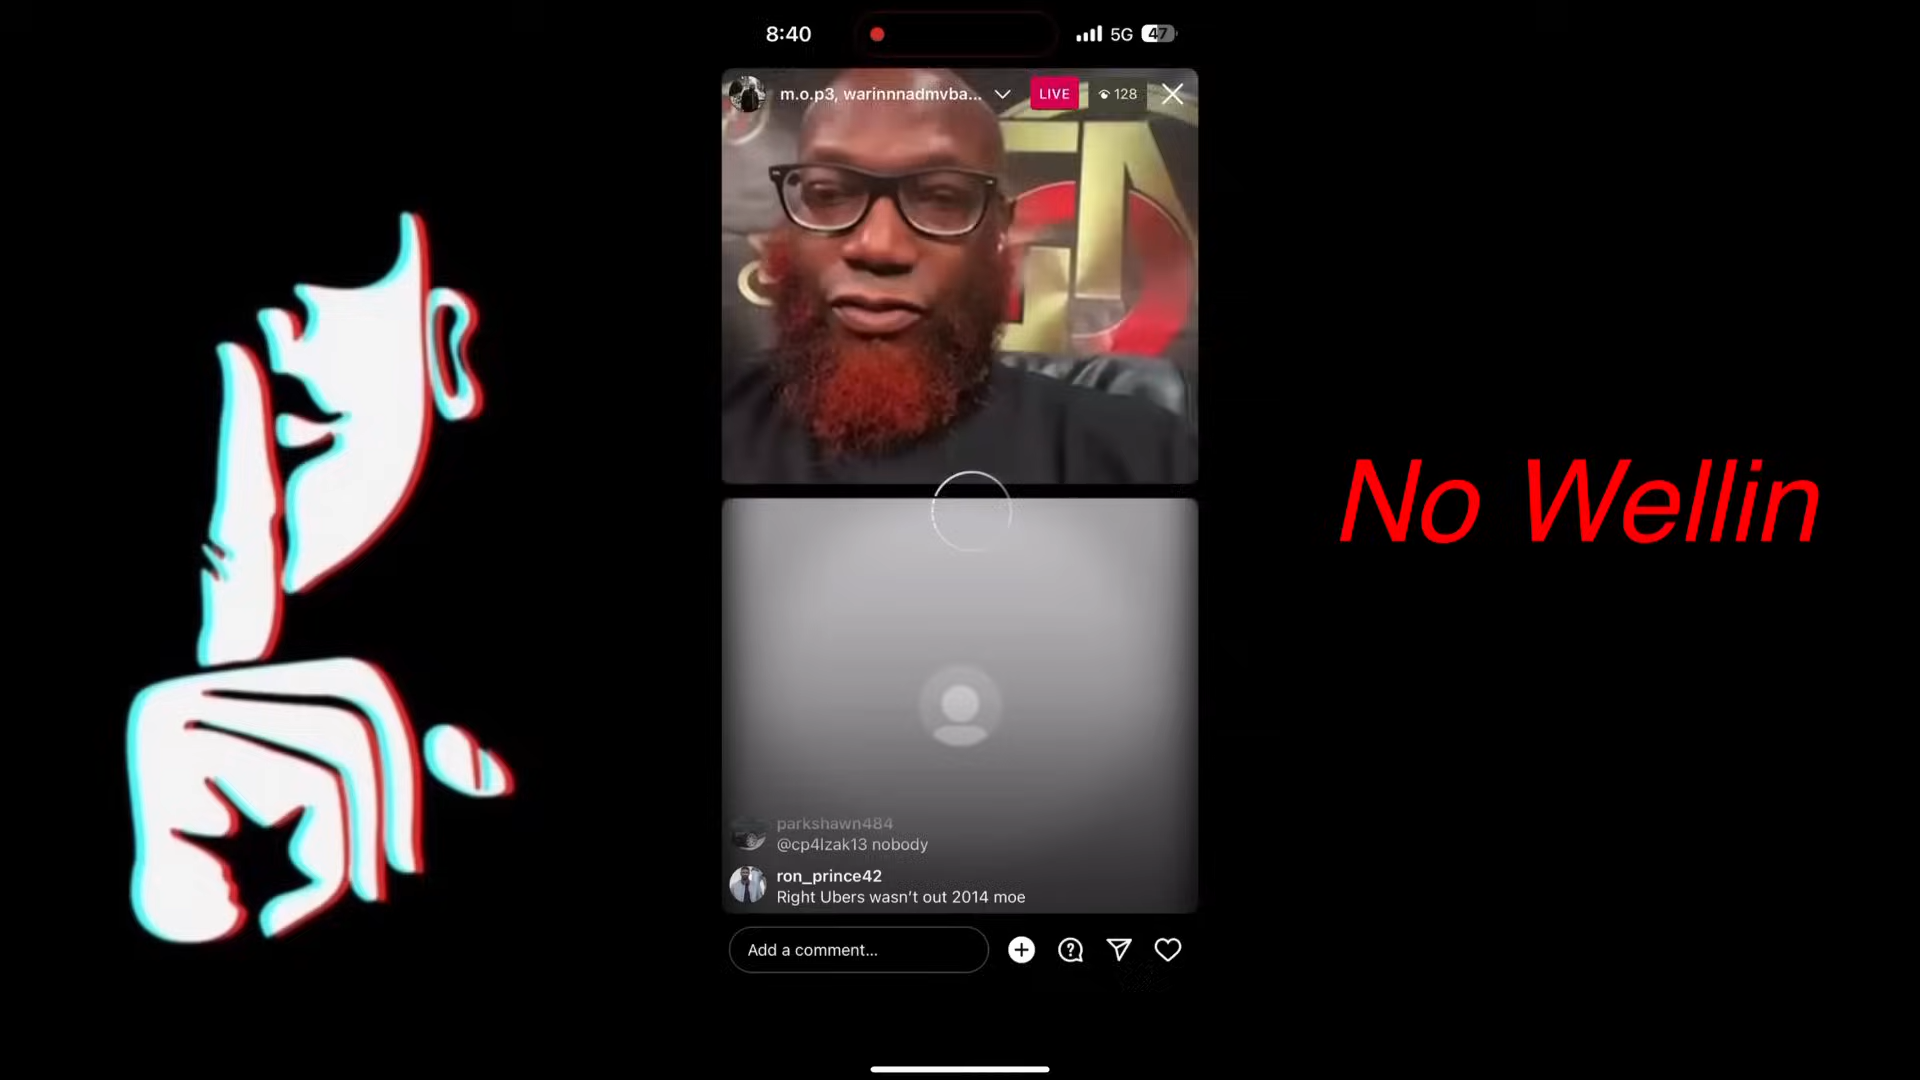 8:40
5G
47
m.o.p3, warinnnadmvba...
LIVE
128
No Wellin
parkshawn484
@cp4lzak13 nobody
ron_prince42
Right Ubers wasn't out 2014 moe
Add a comment...